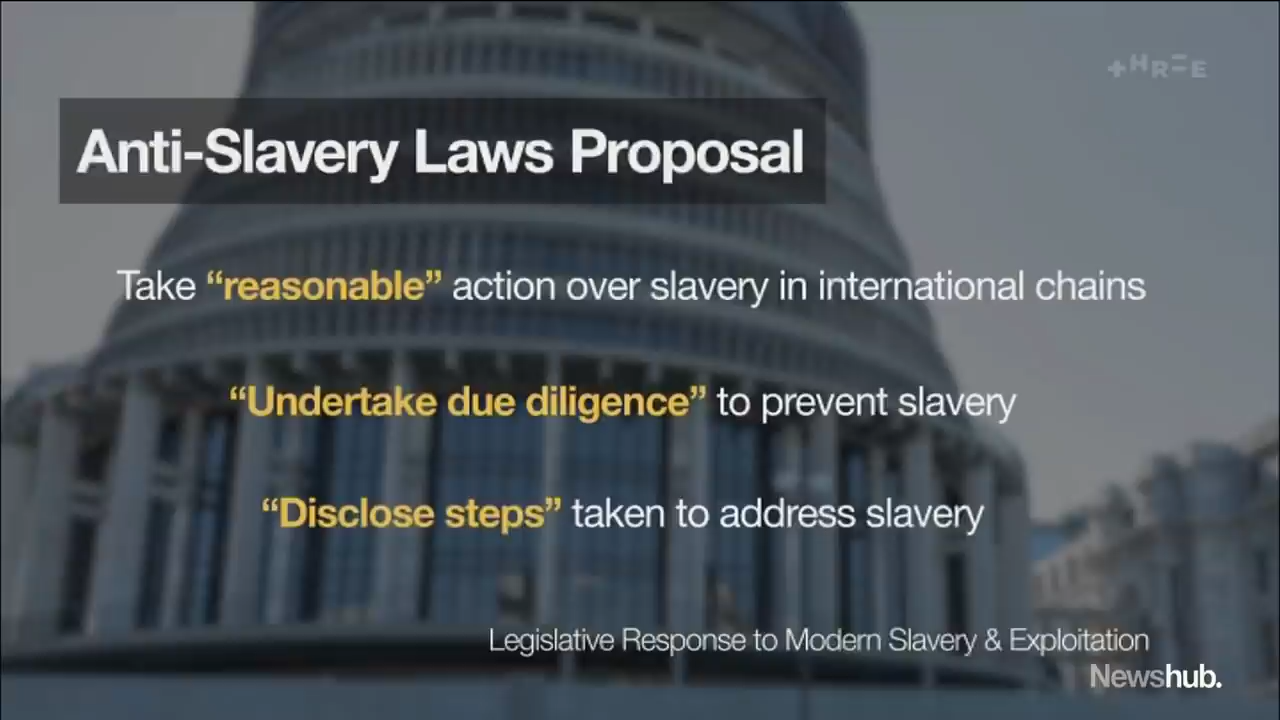 +HR=E
Anti-Slavery Laws Proposal
Take “reasonable” action over slavery in international chains
“Undertake due diligence” to prevent slavery
“Disclose steps” taken to address slavery
Legislative Response to Modern Slavery & Exploitation
Newshub.